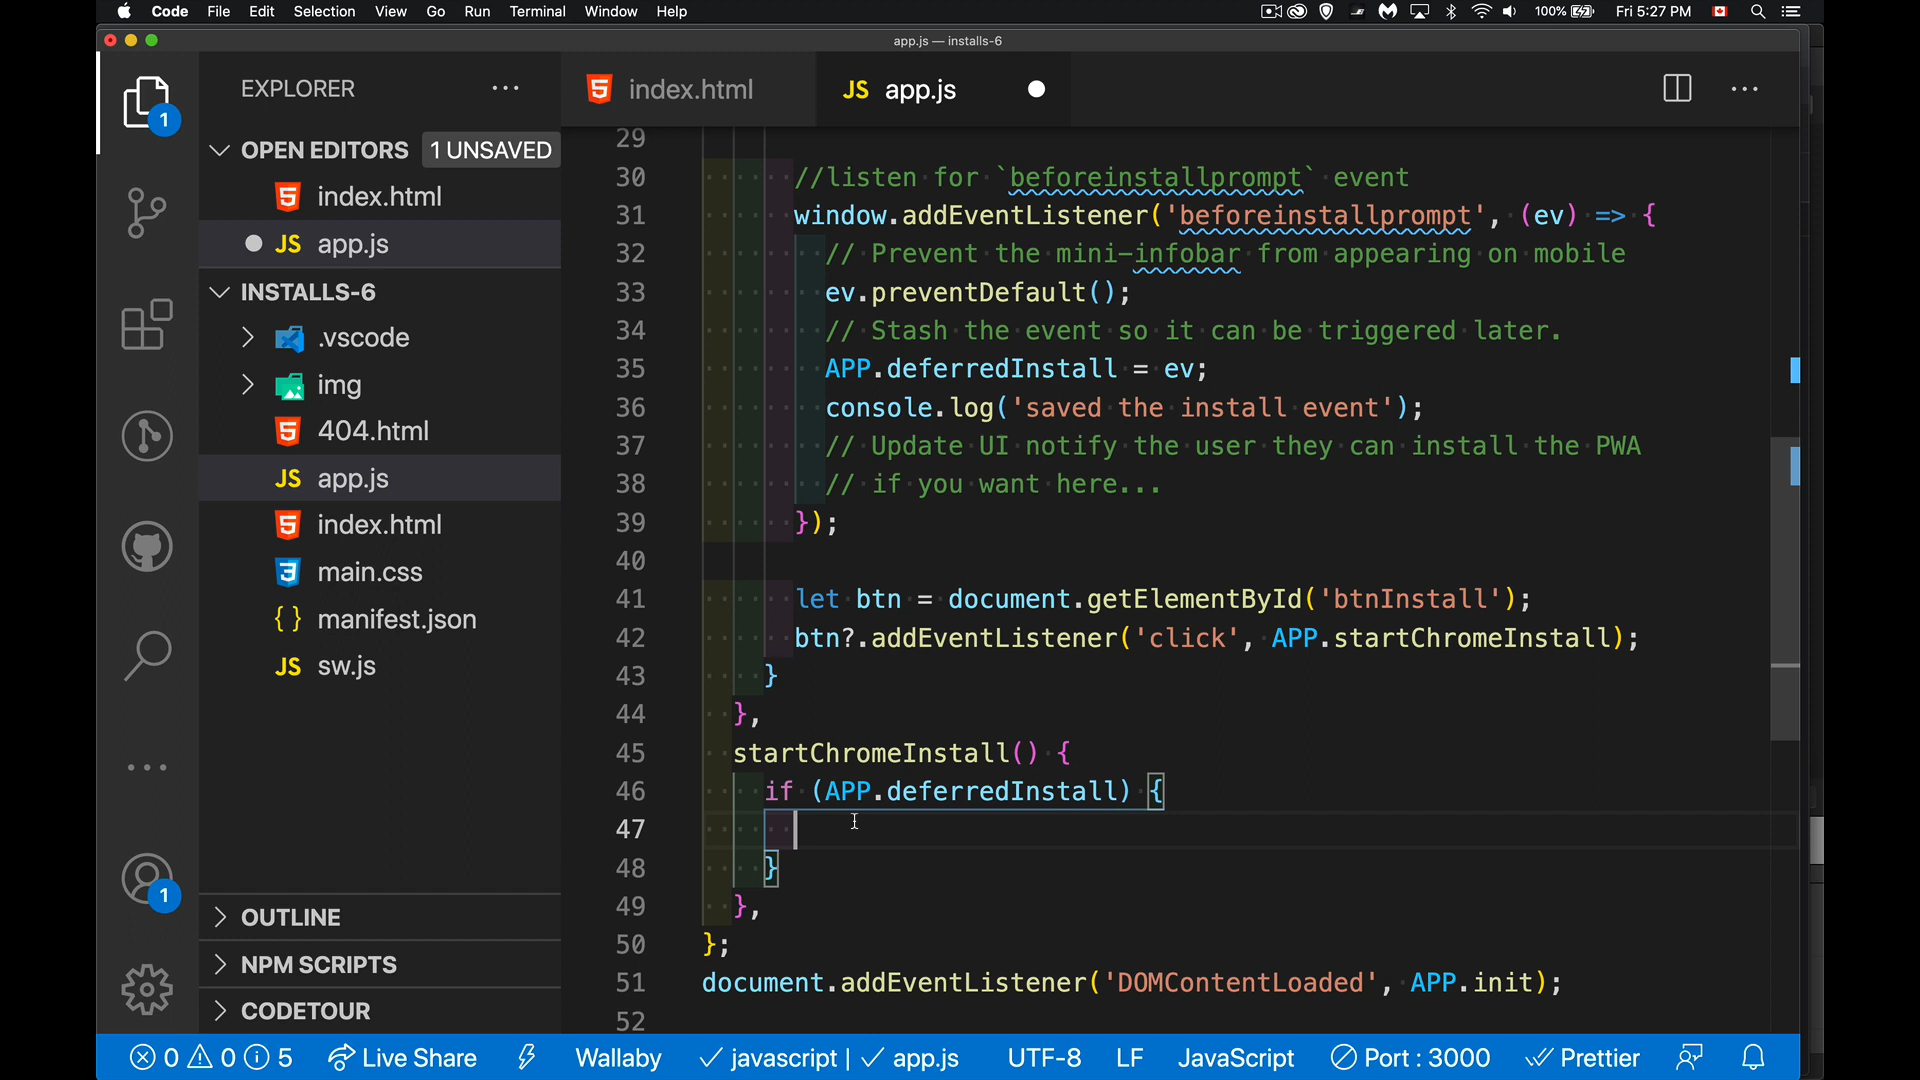 Code File Edit Selection View Go Run Terminal Window Help 100% Fri 5:27 PM
app.js — installs-6
EXPLORER ···
index.html
JS app.js
OPEN EDITORS 1 UNSAVED
index.html
JS app.js
INSTALLS-6
.vscode
img
404.html
JS app.js
index.html
main.css
{ } manifest.json
JS sw.js
OUTLINE
NPM SCRIPTS
CODETOUR
1
1
29
30 //listen for `beforeinstallprompt` event
31 window.addEventListener('beforeinstallprompt', (ev) => {
32 // Prevent the mini-infobar from appearing on mobile
33 ev.preventDefault();
34 // Stash the event so it can be triggered later.
35 APP.deferredInstall = ev;
36 console.log('saved the install event');
37 // Update UI notify the user they can install the PWA
38 // if you want here...
39 });
40
41 let btn = document.getElementById('btnInstall');
42 btn?.addEventListener('click', APP.startChromeInstall);
43 }
44 },
45 startChromeInstall() {
46 if (APP.deferredInstall) {
47
48 }
49 },
50 };
51 document.addEventListener('DOMContentLoaded', APP.init);
52
0 0 5 Live Share Wallaby javascript | app.js UTF-8 LF JavaScript Port : 3000 Prettier